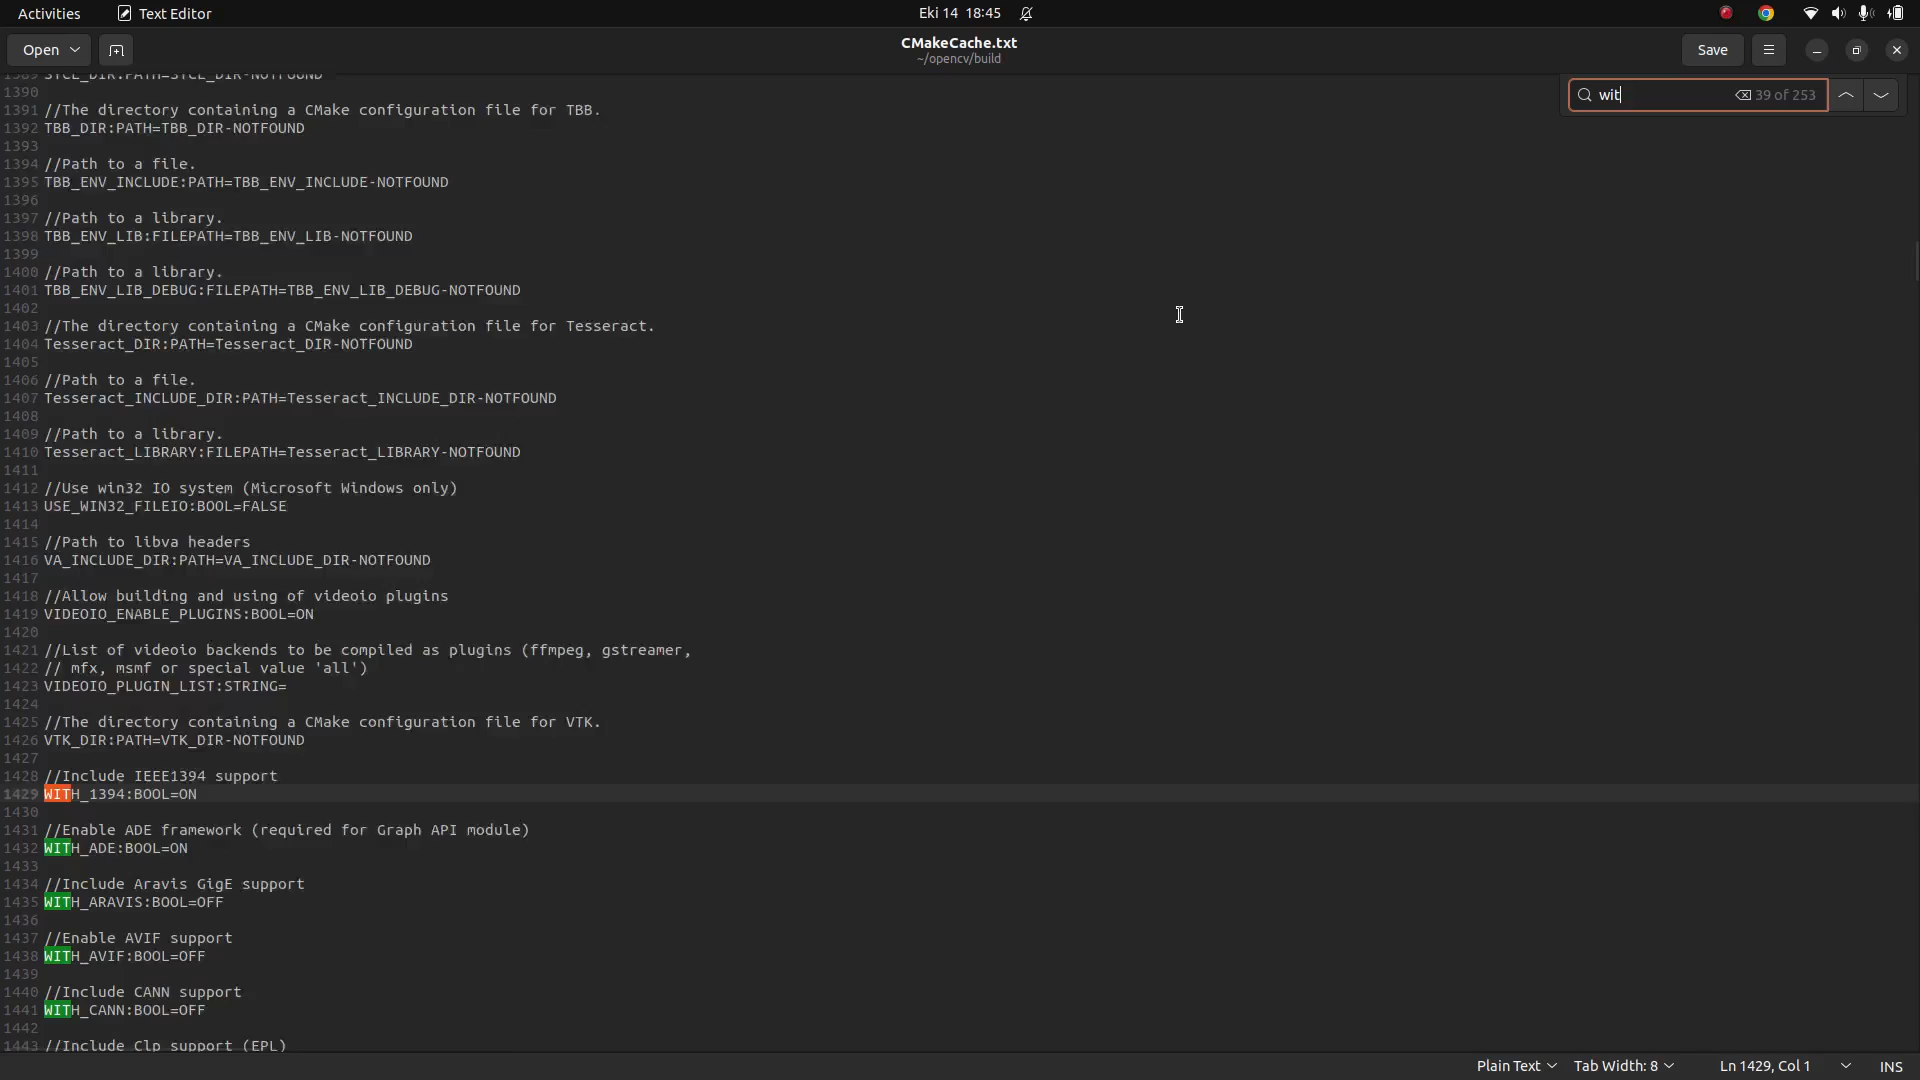 Activities
Text Editor
Eki 14 18:45
Open
CMakeCache.txt
~/opencv/build
Save
wit
39 of 253
1389 SYCL_DIR:PATH=SYCL_DIR-NOTFOUND
1390
1391 //The directory containing a CMake configuration file for TBB.
1392 TBB_DIR:PATH=TBB_DIR-NOTFOUND
1393
1394 //Path to a file.
1395 TBB_ENV_INCLUDE:PATH=TBB_ENV_INCLUDE-NOTFOUND
1396
1397 //Path to a library.
1398 TBB_ENV_LIB:FILEPATH=TBB_ENV_LIB-NOTFOUND
1399
1400 //Path to a library.
1401 TBB_ENV_LIB_DEBUG:FILEPATH=TBB_ENV_LIB_DEBUG-NOTFOUND
1402
1403 //The directory containing a CMake configuration file for Tesseract.
1404 Tesseract_DIR:PATH=Tesseract_DIR-NOTFOUND
1405
1406 //Path to a file.
1407 Tesseract_INCLUDE_DIR:PATH=Tesseract_INCLUDE_DIR-NOTFOUND
1408
1409 //Path to a library.
1410 Tesseract_LIBRARY:FILEPATH=Tesseract_LIBRARY-NOTFOUND
1411
1412 //Use win32 IO system (Microsoft Windows only)
1413 USE_WIN32_FILEIO:BOOL=FALSE
1414
1415 //Path to libva headers
1416 VA_INCLUDE_DIR:PATH=VA_INCLUDE_DIR-NOTFOUND
1417
1418 //Allow building and using of videoio plugins
1419 VIDEOIO_ENABLE_PLUGINS:BOOL=ON
1420
1421 //List of videoio backends to be compiled as plugins (ffmpeg, gstreamer,
1422 // mfx, msmf or special value 'all')
1423 VIDEOIO_PLUGIN_LIST:STRING=
1424
1425 //The directory containing a CMake configuration file for VTK.
1426 VTK_DIR:PATH=VTK_DIR-NOTFOUND
1427
1428 //Include IEEE1394 support
1429 WITH_1394:BOOL=ON
1430
1431 //Enable ADE framework (required for Graph API module)
1432 WITH_ADE:BOOL=ON
1433
1434 //Include Aravis GigE support
1435 WITH_ARAVIS:BOOL=OFF
1436
1437 //Enable AVIF support
1438 WITH_AVIF:BOOL=OFF
1439
1440 //Include CANN support
1441 WITH_CANN:BOOL=OFF
1442
1443 //Include Clp support (EPL)
Plain Text
Tab Width: 8
Ln 1429, Col 1
INS